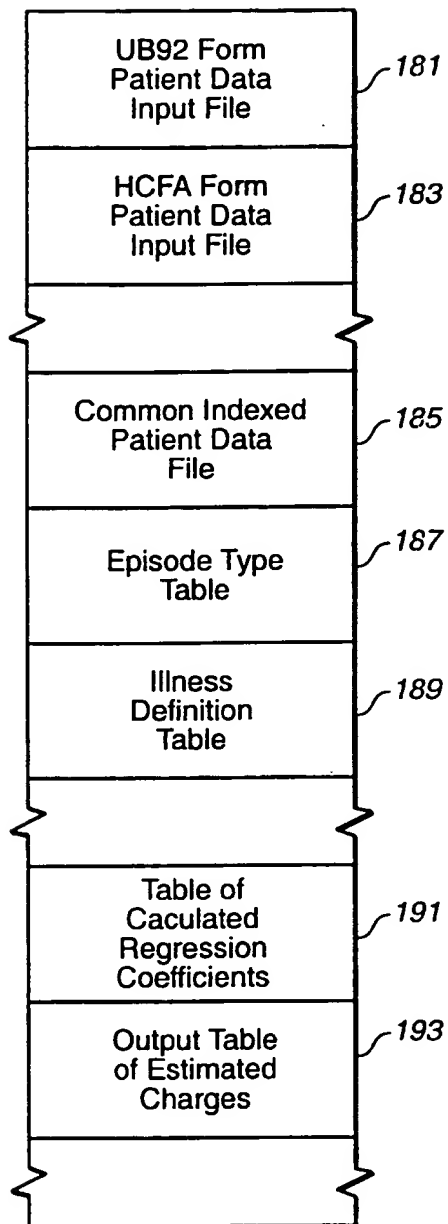 UB92 Form
Patient Data
Input File
181
HCFA Form
Patient Data
Input File
183
Common Indexed
Patient Data
File
185
Episode Type
Table
187
Illness
Definition
Table
189
Table of
Caculated
Regression
Coefficients
191
Output Table
of Estimated
Charges
193